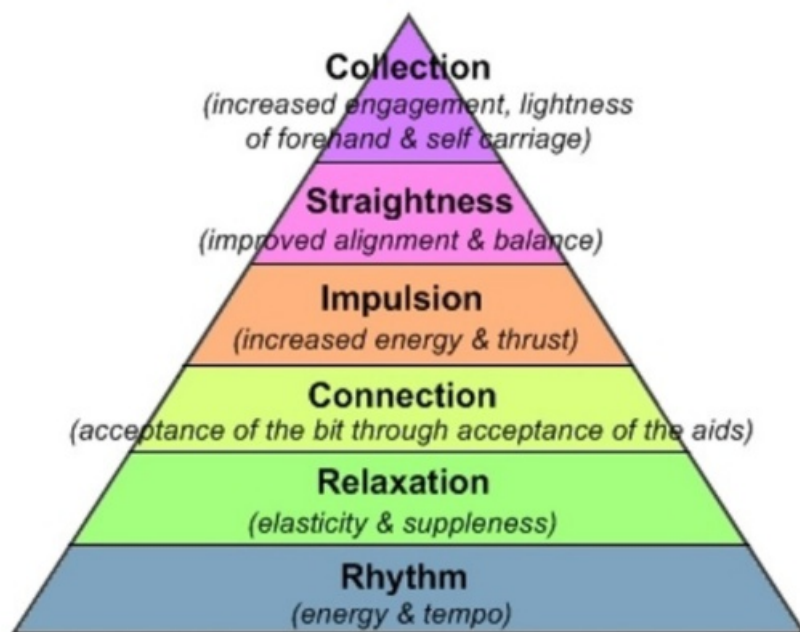 Collection
(increased engagement, lightness
of forehand & self carriage)
Straightness
(improved alignment & balance)
Impulsion
(increased energy & thrust)
Connection
(acceptance of the bit through acceptance of the aids)
Relaxation
(elasticity & suppleness)
Rhythm
(energy & tempo)